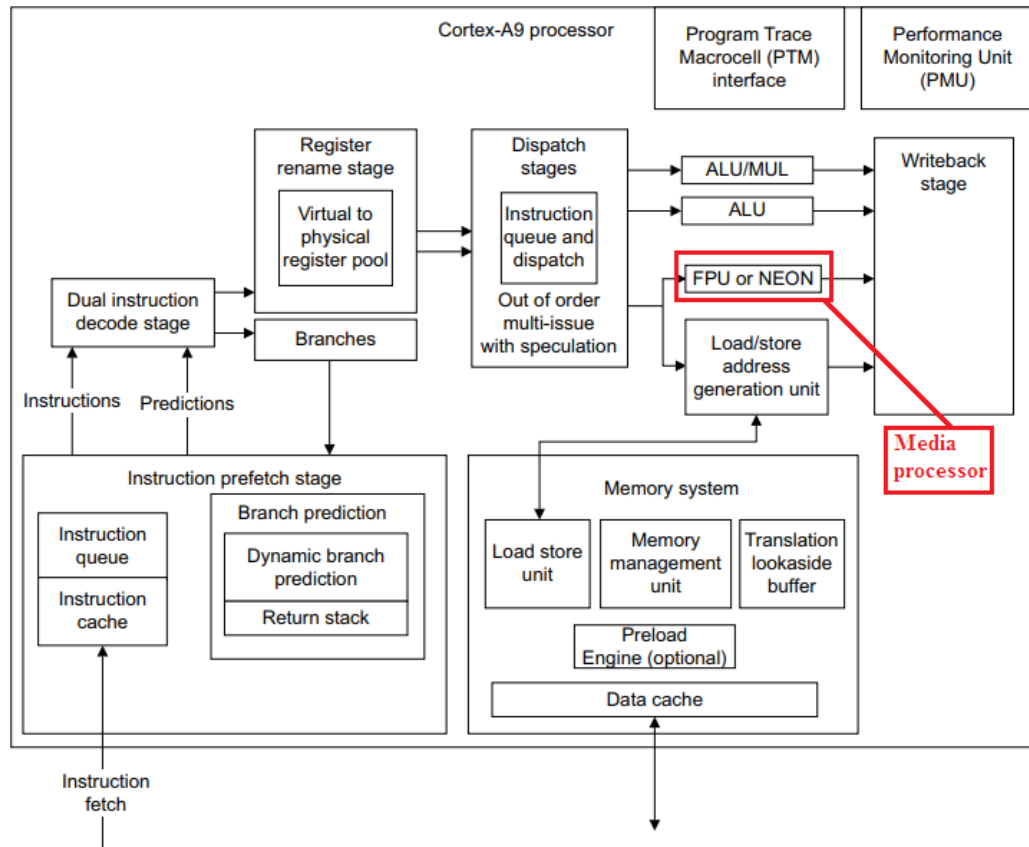 Cortex-A9 processor
Program Trace
Macrocell (PTM)
interface
Performance
Monitoring Unit
(PMU)
Register
rename stage
Virtual to
physical
register pool
Dispatch
stages
Instruction
queue and
dispatch
Out of order
multi-issue
with speculation
ALU/MUL
ALU
FPU or NEON
Load/store
address
generation unit
Writeback
stage
Dual instruction
decode stage
Branches
Instructions
Predictions
Media
processor
Instruction prefetch stage
Instruction
queue
Instruction
cache
Branch prediction
Dynamic branch
prediction
Return stack
Memory system
Load store
unit
Memory
management
unit
Translation
lookaside
buffer
Preload
Engine (optional)
Data cache
Instruction
fetch